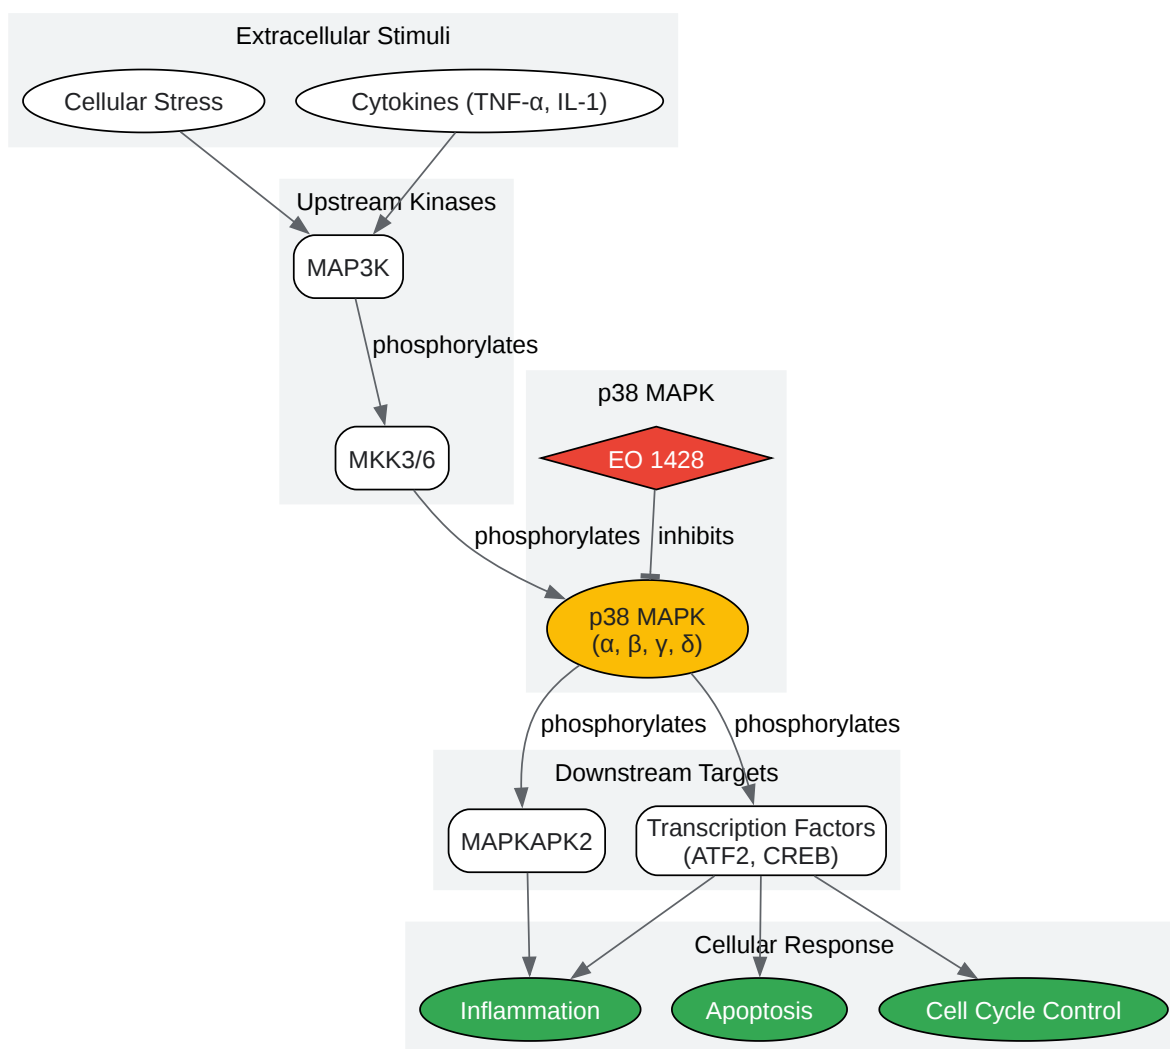 Extracellular Stimuli
Cellular Stress
Cytokines (TNF-α, IL-1)
Upstream Kinases
MAP3K
phosphorylates
p38 MAPK
MKK3/6
EO 1428
phosphorylates
inhibits
p38 MAPK
(α, β, γ, δ)
phosphorylates
phosphorylates
Downstream Targets
MAPKAPK2
Transcription Factors
(ATF2, CREB)
Cellular Response
Inflammation
Apoptosis
Cell Cycle Control